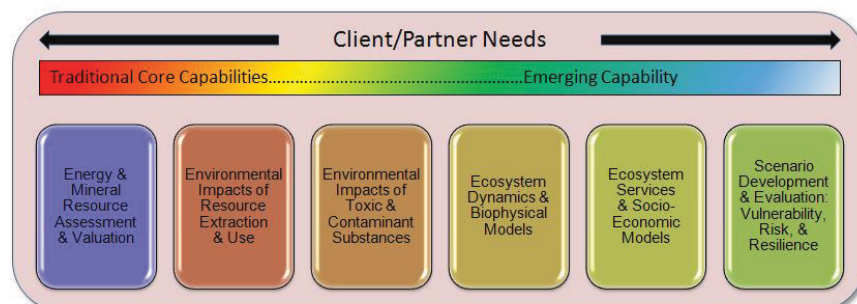 Client/Partner Needs
Traditional Core Capabilities............................................................Emerging Capability
Energy &
Mineral
Resource
Assessment
& Valuation
Environmental
Impacts of
Resource
Extraction
& Use
Environmental
Impacts of
Toxic &
Contaminant
Substances
Ecosystem
Dynamics &
Biophysical
Models
Ecosystem
Services
& Socio-
Economic
Models
Scenario
Development
& Evaluation:
Vulnerability,
Risk, &
Resilience